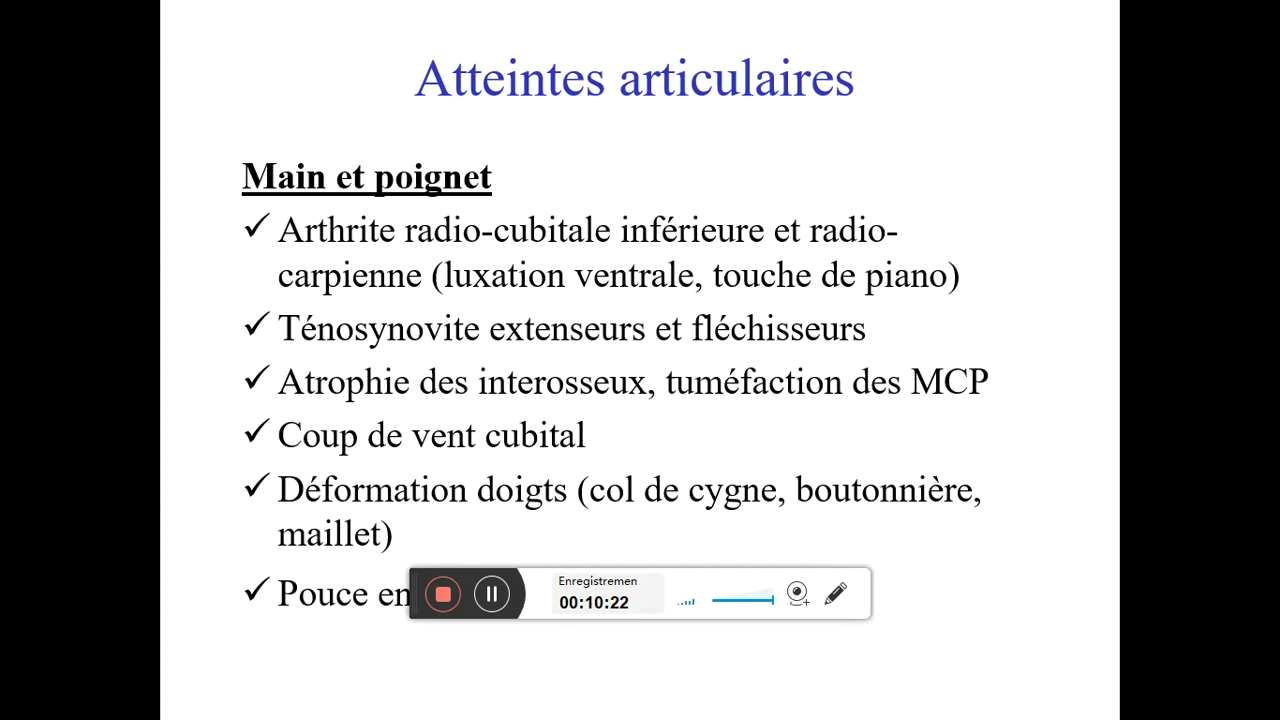 Atteintes articulaires
Main et poignet
✓ Arthrite radio-cubitale inférieure et radio-
carpienne (luxation ventrale, touche de piano)
✓ Ténosynovite extenseurs et fléchisseurs
✓ Atrophie des interosseux, tuméfaction des MCP
✓ Coup de vent cubital
✓ Déformation doigts (col de cygne, boutonnière,
maillet)
✓ Pouce en
Enregistremen
00:10:22